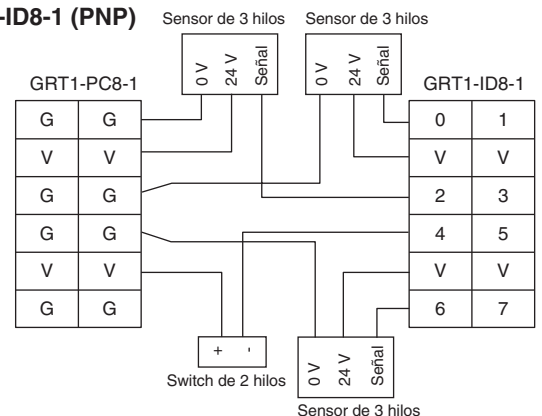 -ID8-1 (PNP)
Sensor de 3 hilos Sensor de 3 hilos
0 V 24 V Señal 0 V 24 V Señal
GRT1-PC8-1 GRT1-ID8-1
G G 0 1
V V V V
G G 2 3
G G 4 5
V V V V
G G 6 7
+ -
Switch de 2 hilos
0 V 24 V Señal
Sensor de 3 hilos